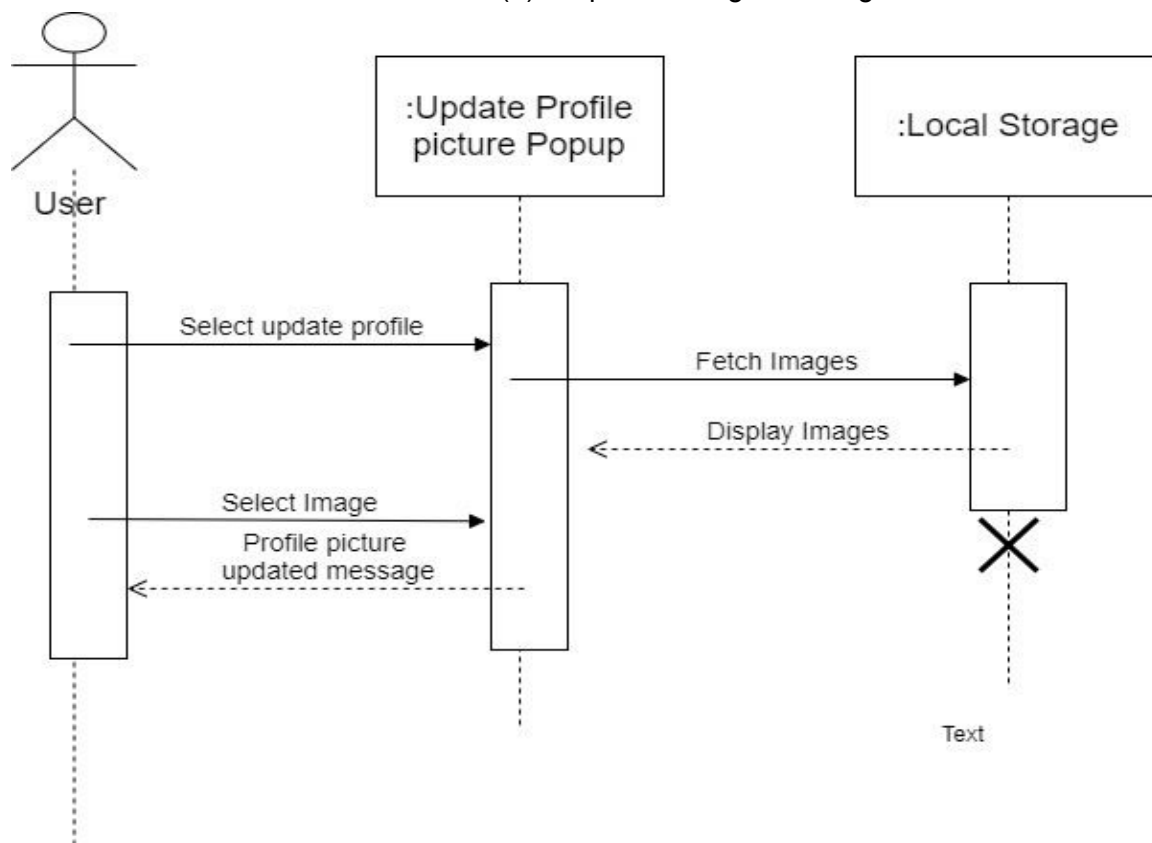 :Update Profile
picture Popup
:Local Storage
User
Select update profile
Fetch Images
Display Images
Select Image
Profile picture
updated message
Text